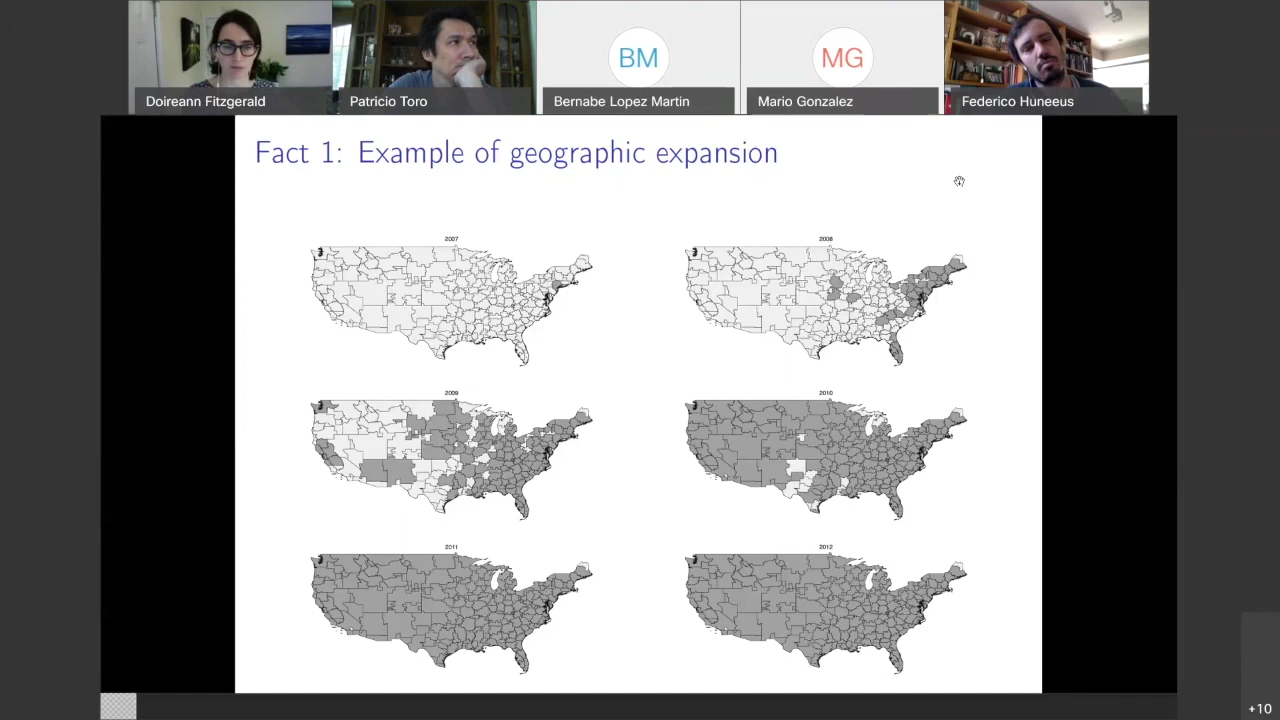 BM
MG
Doireann Fitzgerald
Patricio Toro
Bernabe Lopez Martin
Mario Gonzalez
Federico Huneeus
Fact 1: Example of geographic expansion
2007
2008
2009
2010
2011
2012
+10